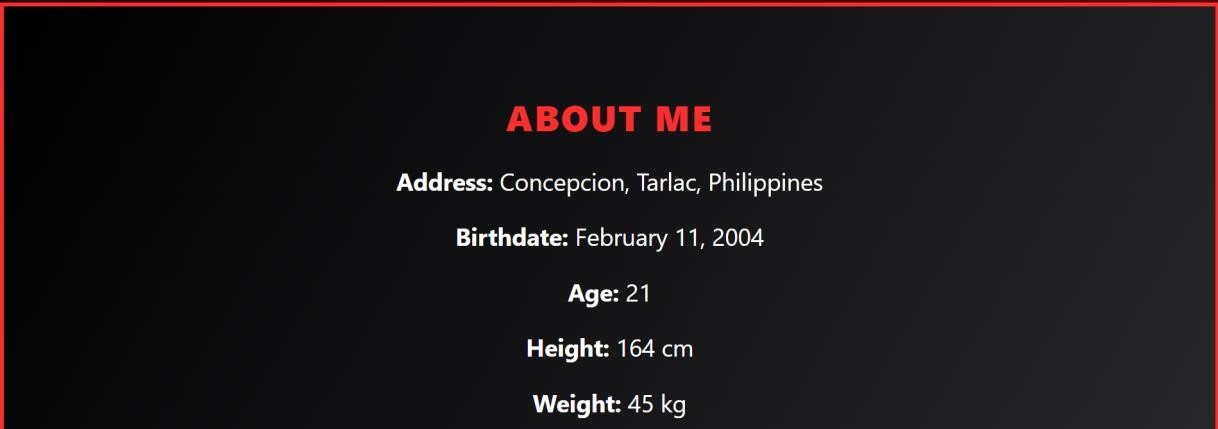 ABOUT ME
Address: Concepcion, Tarlac, Philippines
Birthdate: February 11, 2004
Age: 21
Height: 164 cm
Weight: 45 kg